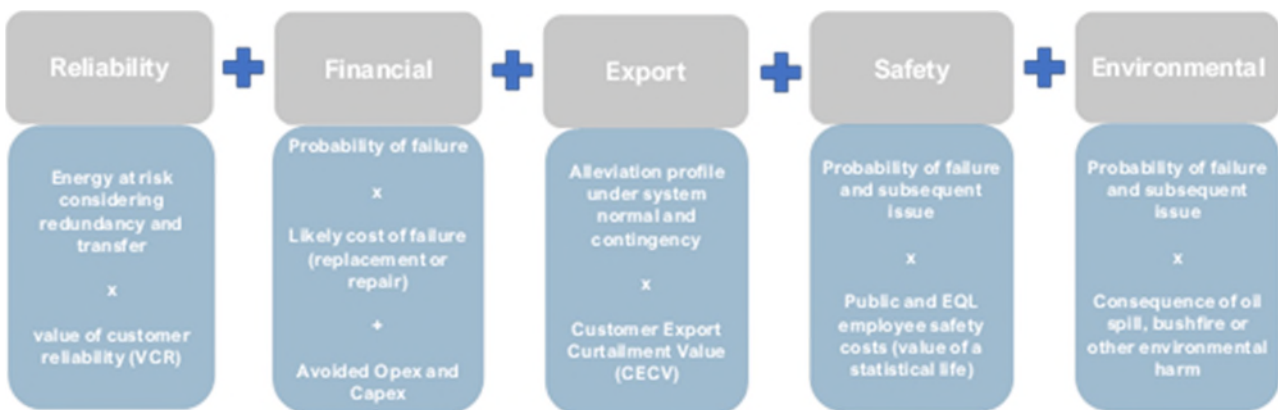 Reliability
Financial
Export
Safety
Environmental
Energy at risk
considering
redundancy and
transfer
x
value of customer
reliability (VCR)
Probability of failure
x
Likely cost of failure
(replacement or
repair)
+
Avoided Opex and
Capex
Alleviation profile
under system
normal and
contingency
x
Customer Export
Curtailment Value
(CECV)
Probability of failure
and subsequent
issue
x
Public and EQL
employee safety
costs (value of a
statistical life)
Probability of failure
and subsequent
issue
x
Consequence of oil
spill, bushfire or
other environmental
harm